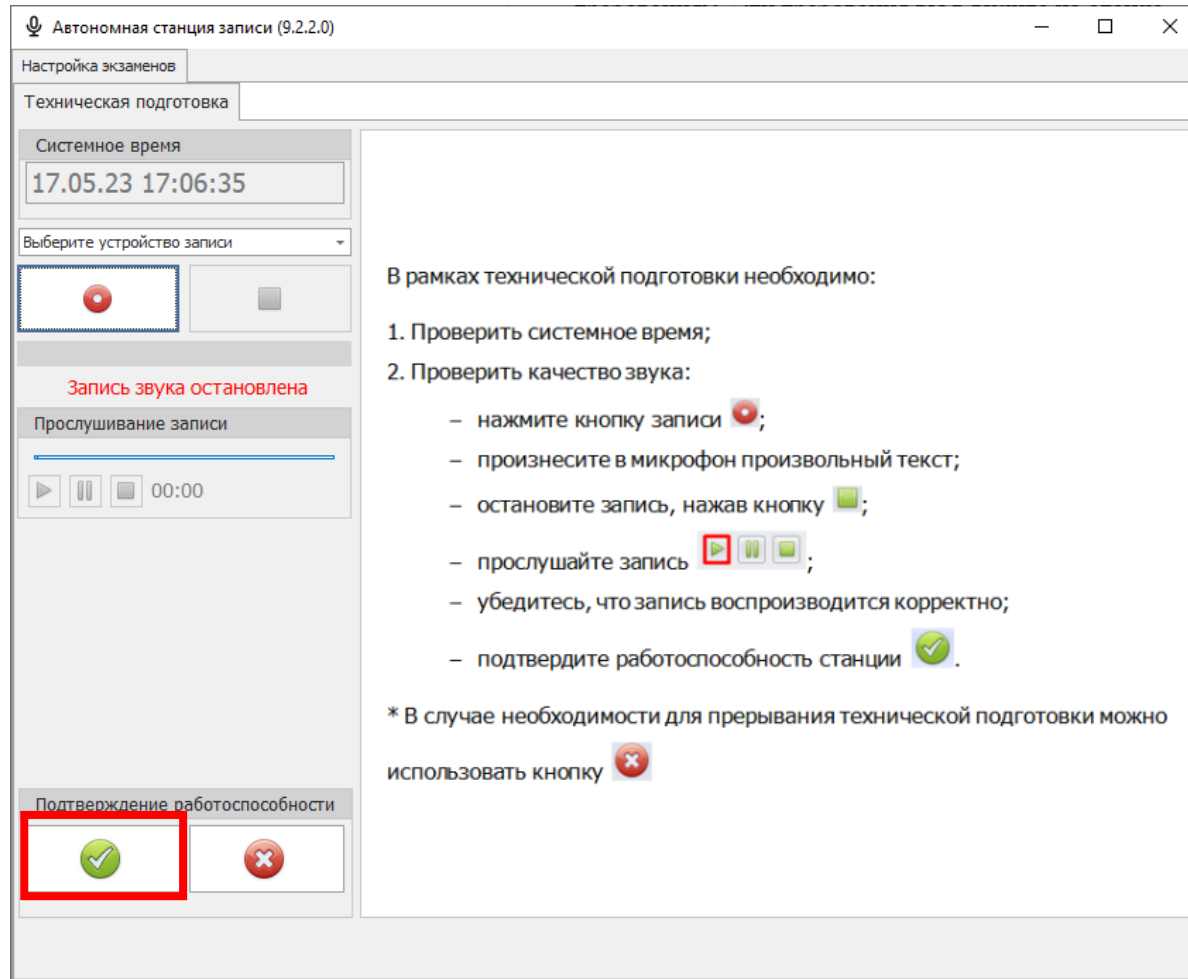 Автономная станция записи (9.2.2.0)
Настройка экзаменов
Техническая подготовка
Системное время
17.05.23 17:06:35
Выберите устройство записи
Запись звука остановлена
Прослушивание записи
00:00
Подтверждение работоспособности
В рамках технической подготовки необходимо:
1. Проверить системное время;
2. Проверить качество звука:
– нажмите кнопку записи ;
– произнесите в микрофон произвольный текст;
– остановите запись, нажав кнопку ;
– прослушайте запись ;
– убедитесь, что запись воспроизводится корректно;
– подтвердите работоспособность станции .
* В случае необходимости для прерывания технической подготовки можно
использовать кнопку